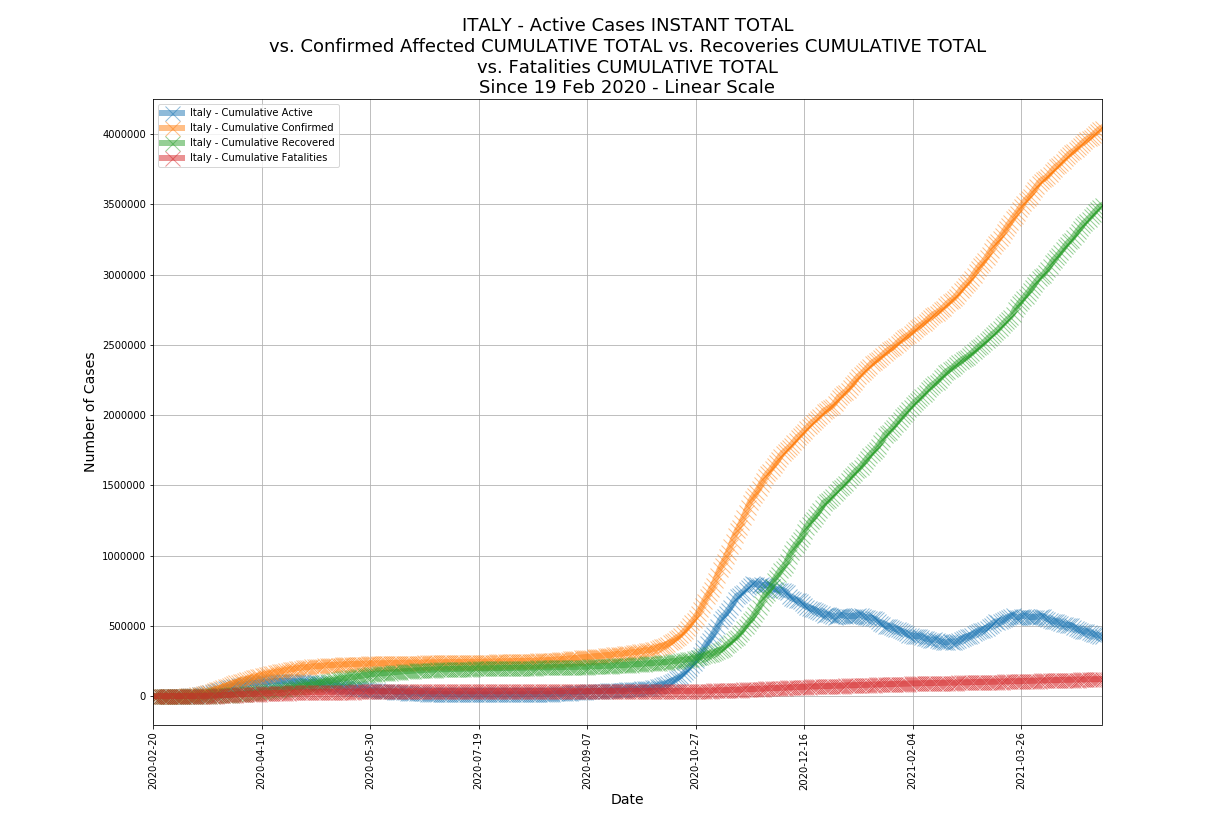 ITALY - Active Cases INSTANT TOTAL
vs. Confirmed Affected CUMULATIVE TOTAL vs. Recoveries CUMULATIVE TOTAL
vs. Fatalities CUMULATIVE TOTAL
Since 19 Feb 2020 - Linear Scale
Italy - Cumulative Active
Italy - Cumulative Confirmed
Italy - Cumulative Recovered
Italy - Cumulative Fatalities
Number of Cases
4000000
3500000
3000000
2500000
2000000
1500000
1000000
500000
0
2020-02-20
2020-04-10
2020-05-30
2020-07-19
2020-09-07
2020-10-27
2020-12-16
2021-02-04
2021-03-26
Date